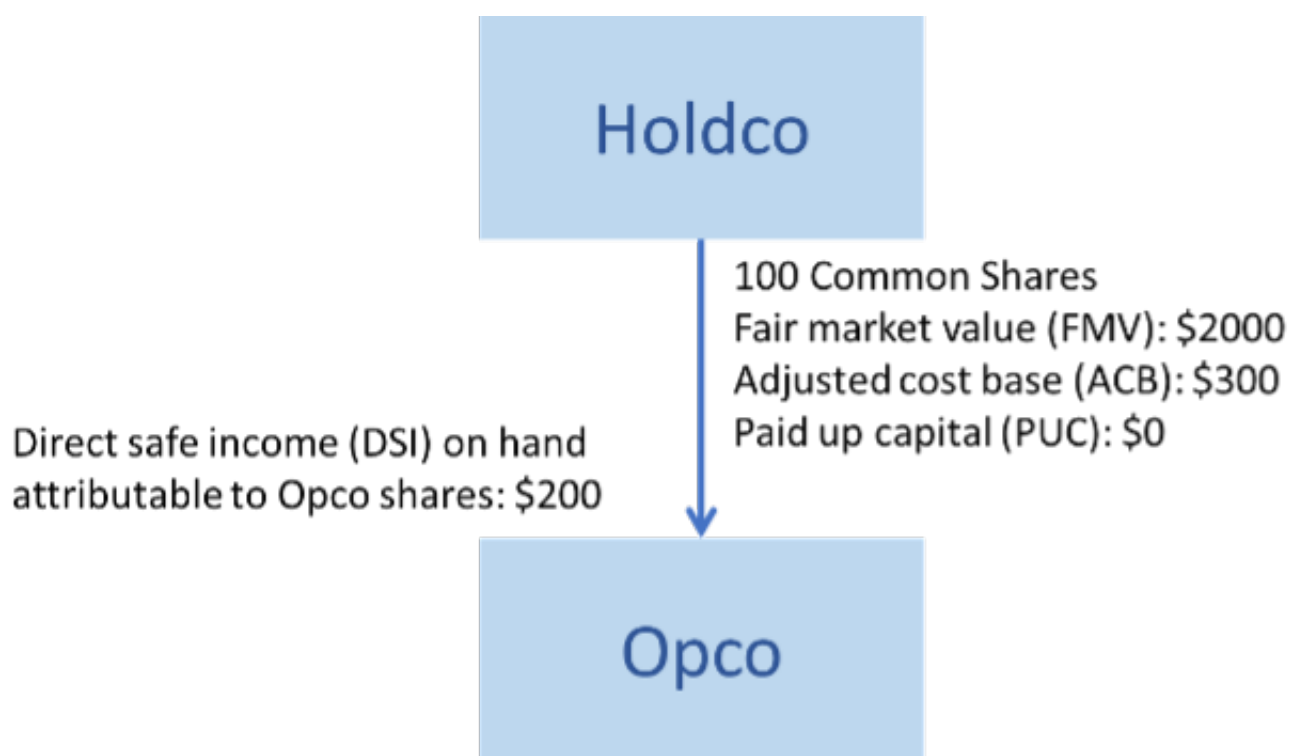 Holdco
100 Common Shares
Fair market value (FMV): $2000
Adjusted cost base (ACB): $300
Paid up capital (PUC): $0
Direct safe income (DSI) on hand
attributable to Opco shares: $200
Opco